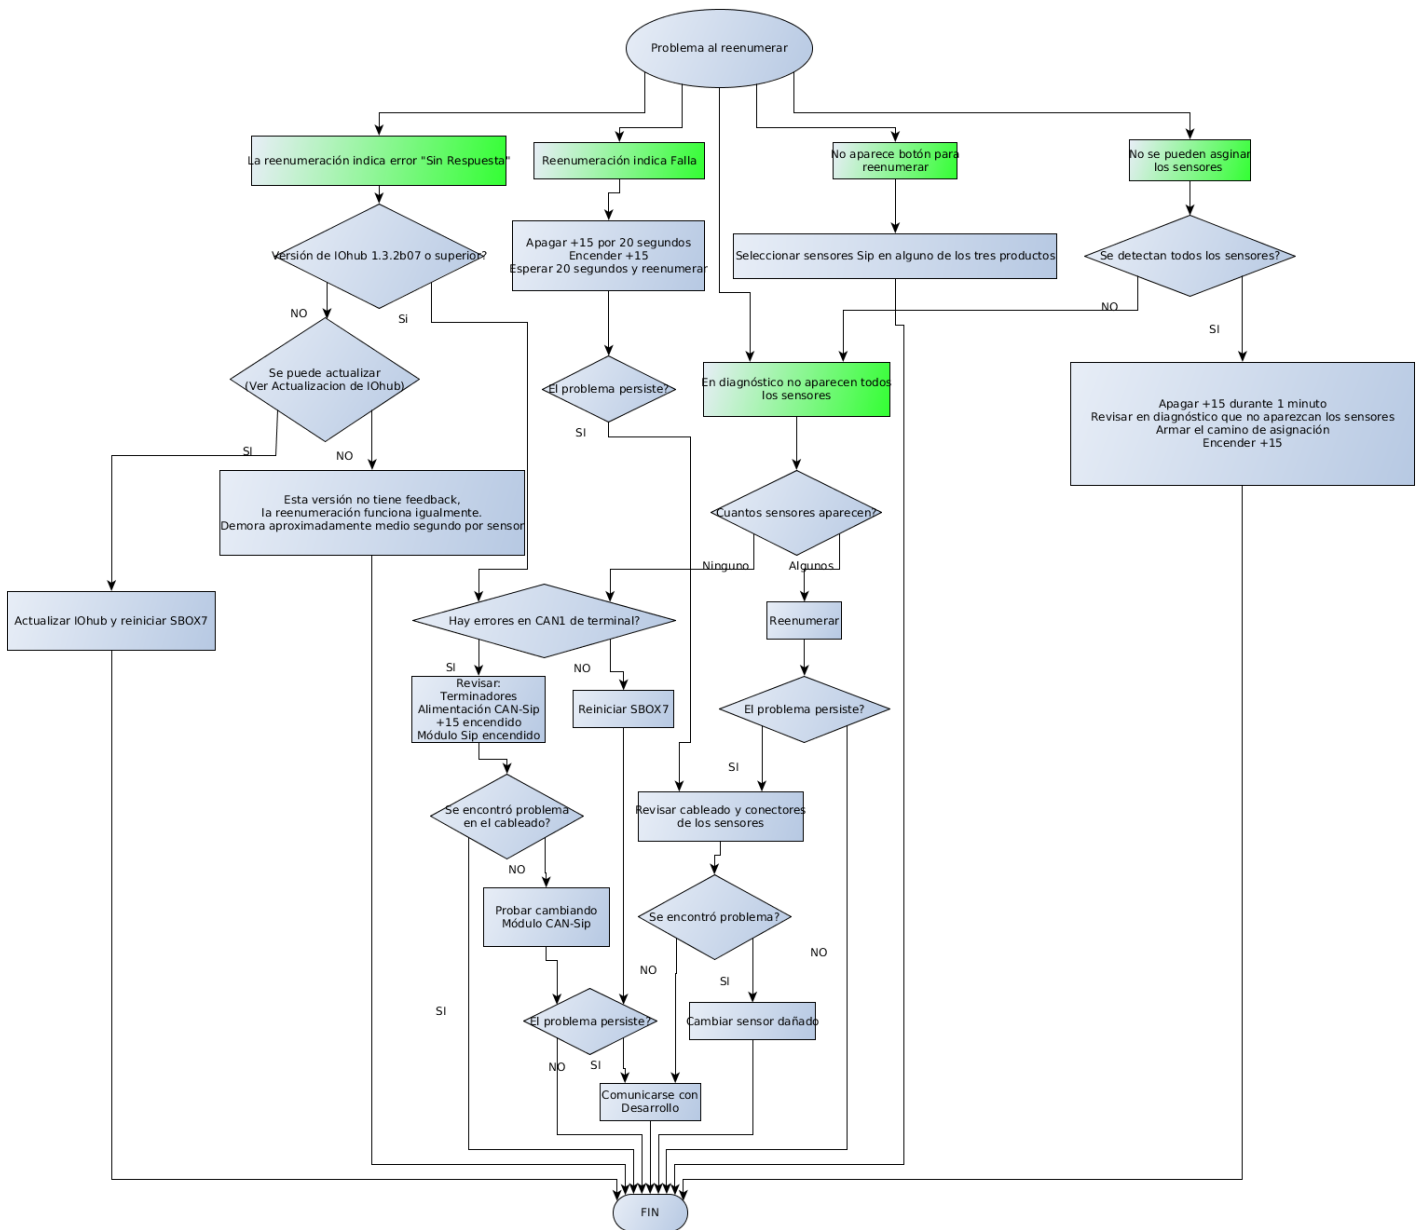 Problema al reenumerar
La reenumeración indica error "Sin Respuesta"
Reenumeración indica Falla
No aparece botón para
reenumerar
No se pueden asginar
los sensores
Versión de IOhub 1.3.2b07 o superior?
Apagar +15 por 20 segundos
Encender +15
Esperar 20 segundos y reenumerar
Seleccionar sensores Sip en alguno de los tres productos
Se detectan todos los sensores?
NO
Si
NO
SI
Se puede actualizar
(Ver Actualizacion de IOhub)
El problema persiste?
En diagnóstico no aparecen todos
los sensores
Apagar +15 durante 1 minuto
Revisar en diagnóstico que no aparezcan los sensores
Armar el camino de asignación
Encender +15
SI
NO
SI
Esta versión no tiene feedback,
la reenumeración funciona igualmente.
Demora aproximadamente medio segundo por sensor
Cuantos sensores aparecen?
Ninguno
Algunos
Actualizar IOhub y reiniciar SBOX7
Hay errores en CAN1 de terminal?
Reenumerar
SI
NO
Revisar:
Terminadores
Alimentación CAN-Sip
+15 encendido
Módulo Sip encendido
Reiniciar SBOX7
El problema persiste?
SI
Se encontró problema
en el cableado?
Revisar cableado y conectores
de los sensores
NO
Probar cambiando
Módulo CAN-Sip
Se encontró problema?
NO
NO
SI
SI
El problema persiste?
Cambiar sensor dañado
NO
SI
Comunicarse con
Desarrollo
FIN